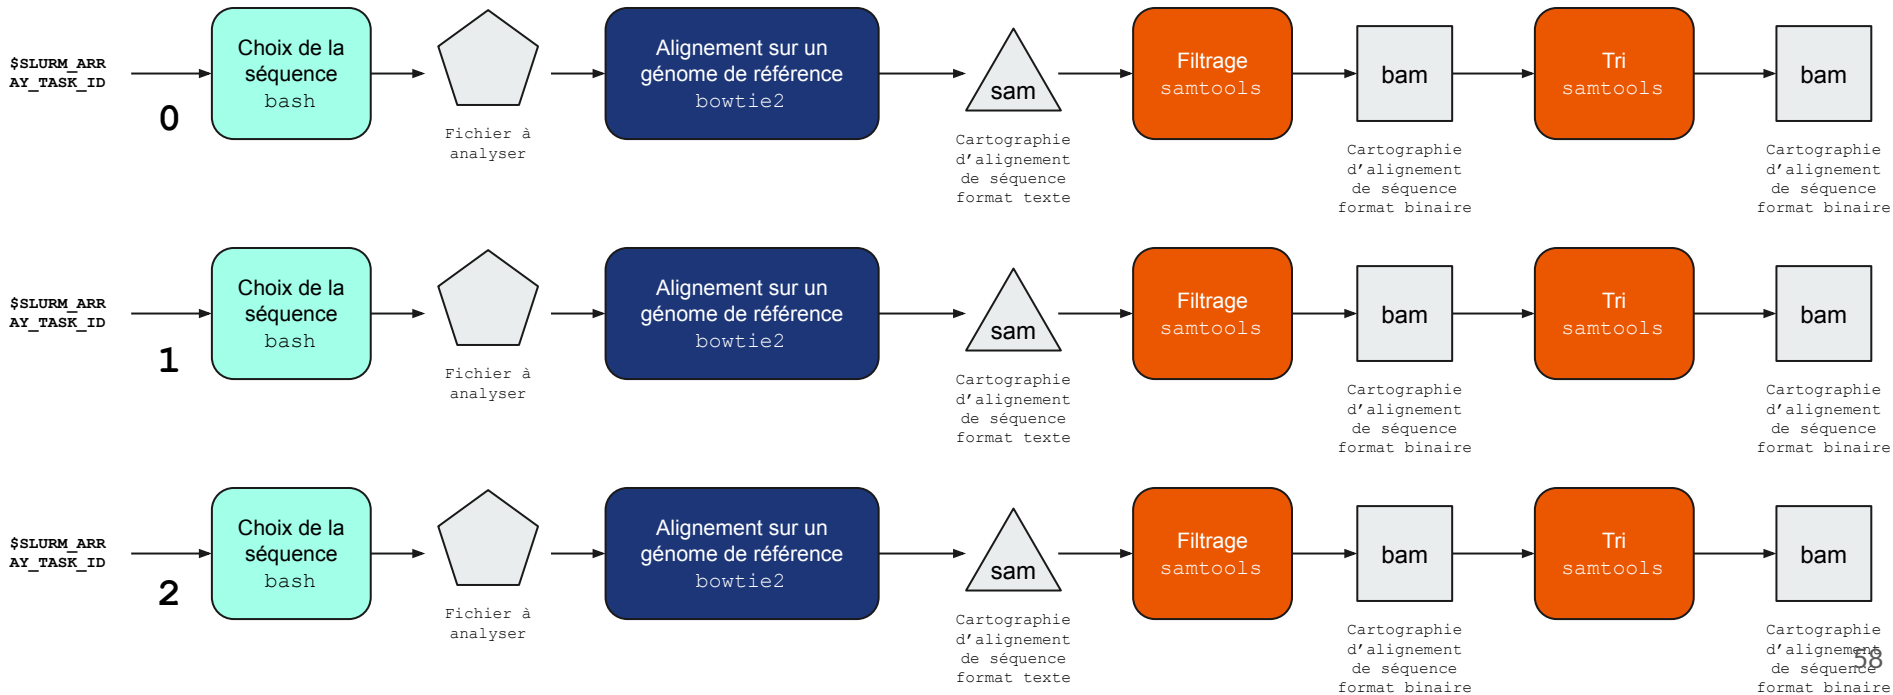 $SLURM_ARR
AY_TASK_ID
0
Choix de la
séquence
bash
Fichier à
analyser
Alignement sur un
génome de référence
bowtie2
sam
Cartographie
d’alignement
de séquence
format texte
Filtrage
samtools
bam
Cartographie
d’alignement
de séquence
format binaire
Tri
samtools
bam
Cartographie
d’alignement
de séquence
format binaire
$SLURM_ARR
AY_TASK_ID
1
Choix de la
séquence
bash
Fichier à
analyser
Alignement sur un
génome de référence
bowtie2
sam
Cartographie
d’alignement
de séquence
format texte
Filtrage
samtools
bam
Cartographie
d’alignement
de séquence
format binaire
Tri
samtools
bam
Cartographie
d’alignement
de séquence
format binaire
$SLURM_ARR
AY_TASK_ID
2
Choix de la
séquence
bash
Fichier à
analyser
Alignement sur un
génome de référence
bowtie2
sam
Cartographie
d’alignement
de séquence
format texte
Filtrage
samtools
bam
Cartographie
d’alignement
de séquence
format binaire
Tri
samtools
bam
Cartographie
d’alignement
de séquence
format binaire
58